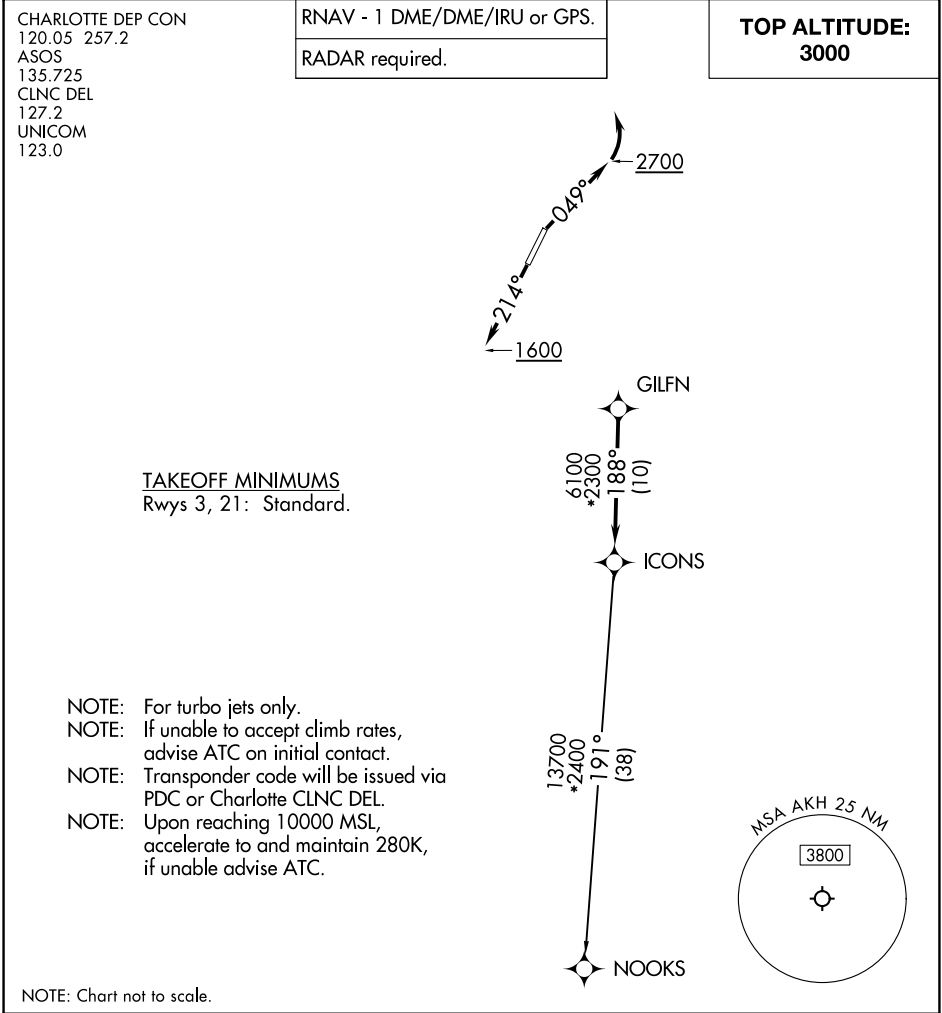 CHARLOTTE DEP CON
120.05 257.2
ASOS
135.725
CLNC DEL
127.2
UNICOM
123.0
RNAV - 1 DME/DME/IRU or GPS.
RADAR required.
TOP ALTITUDE:
3000
2700
049°
214°
1600
GILFN
6100
*2300
188°
(10)
TAKEOFF MINIMUMS
Rwys 3, 21: Standard.
ICONS
NOTE: For turbo jets only.
NOTE: If unable to accept climb rates,
advise ATC on initial contact.
NOTE: Transponder code will be issued via
PDC or Charlotte CLNC DEL.
NOTE: Upon reaching 10000 MSL,
accelerate to and maintain 280K,
if unable advise ATC.
13700
*2400
191°
(38)
MSA AKH 25 NM
3800
NOOKS
NOTE: Chart not to scale.